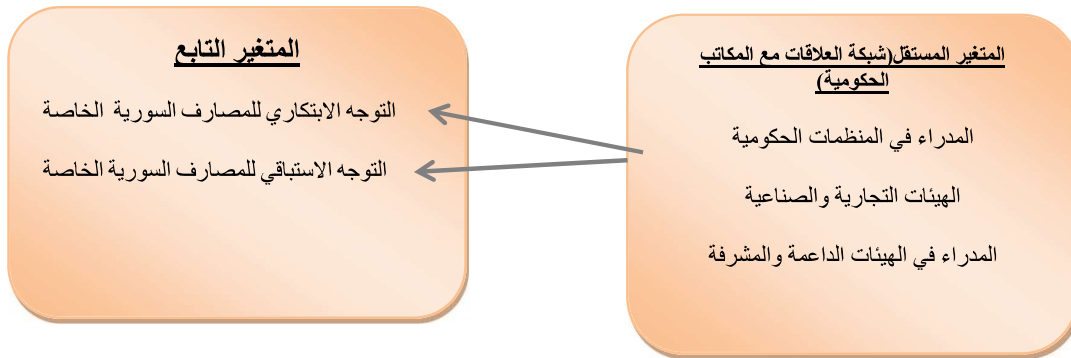 المتغير المستقل(شبكة العلاقات مع المكاتب
الحكومية)
المدراء في المنظمات الحكومية
الهيئات التجارية والصناعية
المدراء في الهيئات الداعمة والمشرفة
المتغير التابع
التوجه الابتكاري للمصارف السورية الخاصة
التوجه الاستباقي للمصارف السورية الخاصة